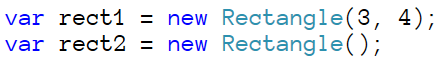 var rect1 = new Rectangle(3, 4);
var rect2 = new Rectangle();